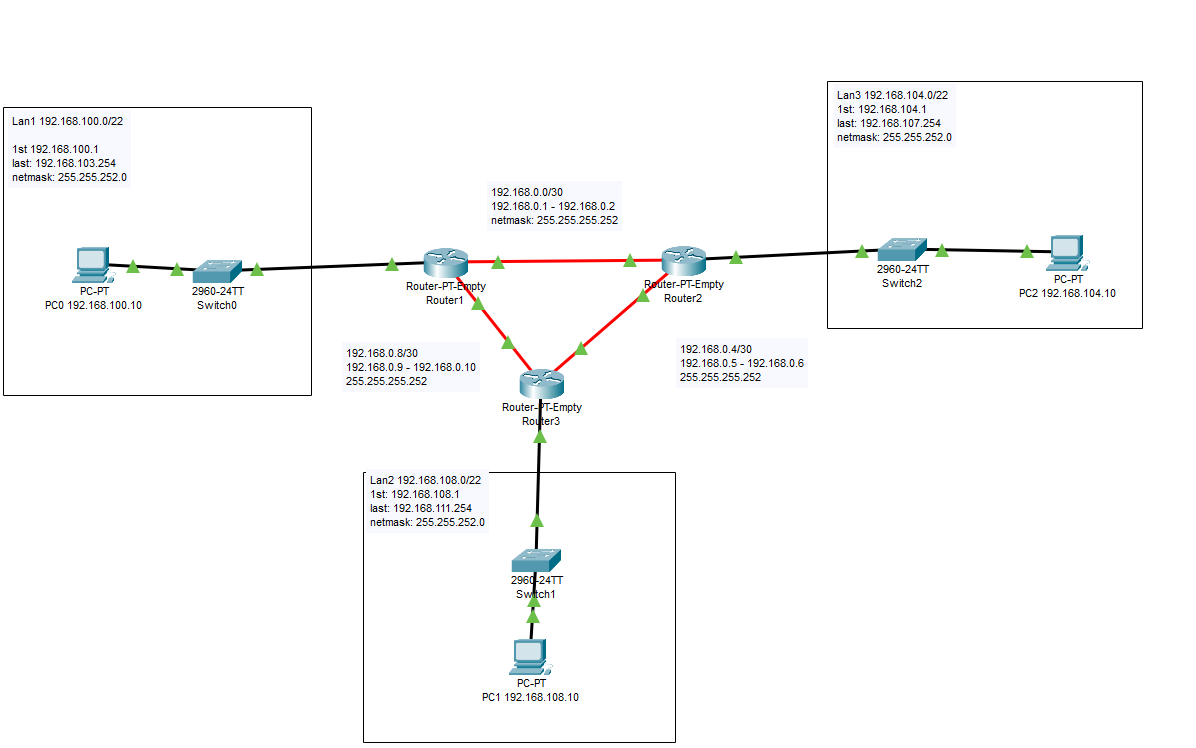 Lan1 192.168.100.0/22
1st 192.168.100.1
last: 192.168.103.254
netmask: 255.255.252.0
PC-PT
PC0 192.168.100.10
2960-24TT
Switch0
192.168.0.0/30
192.168.0.1 - 192.168.0.2
netmask: 255.255.255.252
Router-PT-Empty
Router1
Router-PT-Empty
Router2
Lan3 192.168.104.0/22
1st: 192.168.104.1
last: 192.168.107.254
netmask: 255.255.252.0
2960-24TT
Switch2
PC-PT
PC2 192.168.104.10
192.168.0.8/30
192.168.0.9 - 192.168.0.10
255.255.255.252
192.168.0.4/30
192.168.0.5 - 192.168.0.6
255.255.255.252
Router-PT-Empty
Router3
Lan2 192.168.108.0/22
1st: 192.168.108.1
last: 192.168.111.254
netmask: 255.255.252.0
2960-24TT
Switch1
PC-PT
PC1 192.168.108.10